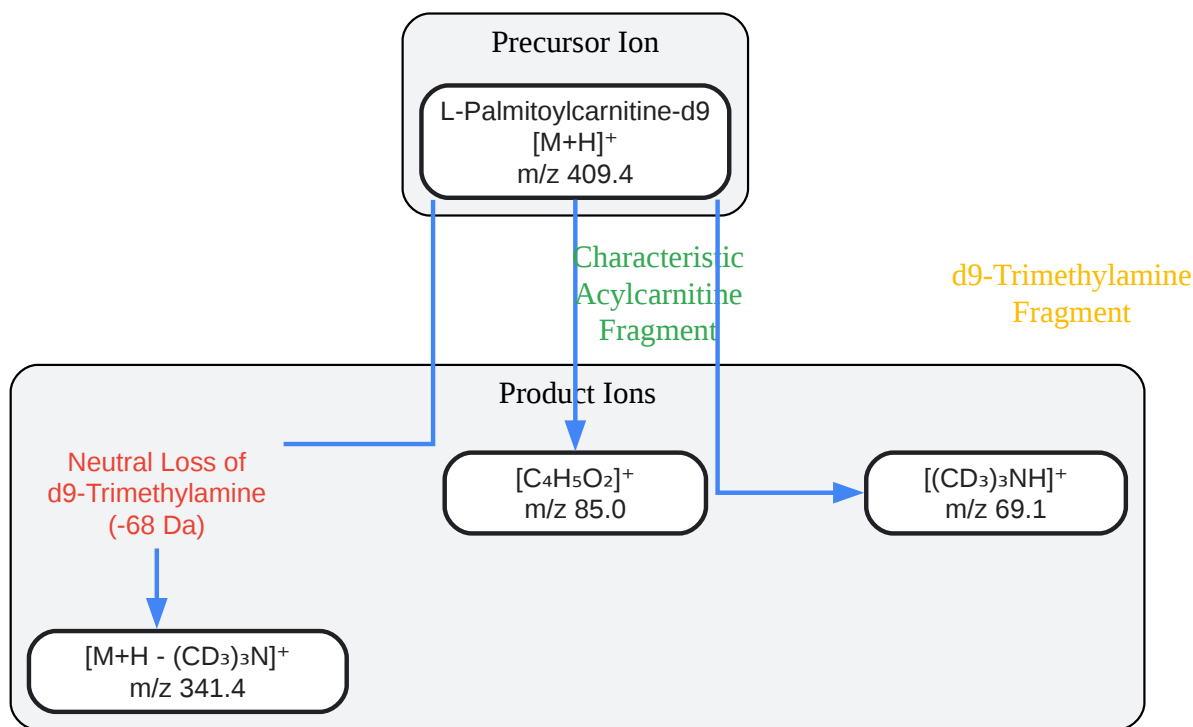 Precursor Ion
L-Palmitoylcarnitine-d9
[M+H]⁺
m/z 409.4
Characteristic
Acylcarnitine
Fragment
d9-Trimethylamine
Fragment
Product Ions
Neutral Loss of
d9-Trimethylamine
(-68 Da)
[C₄H₅O₂]⁺
m/z 85.0
[(CD₃)₃NH]⁺
m/z 69.1
[M+H - (CD₃)₃N]⁺
m/z 341.4